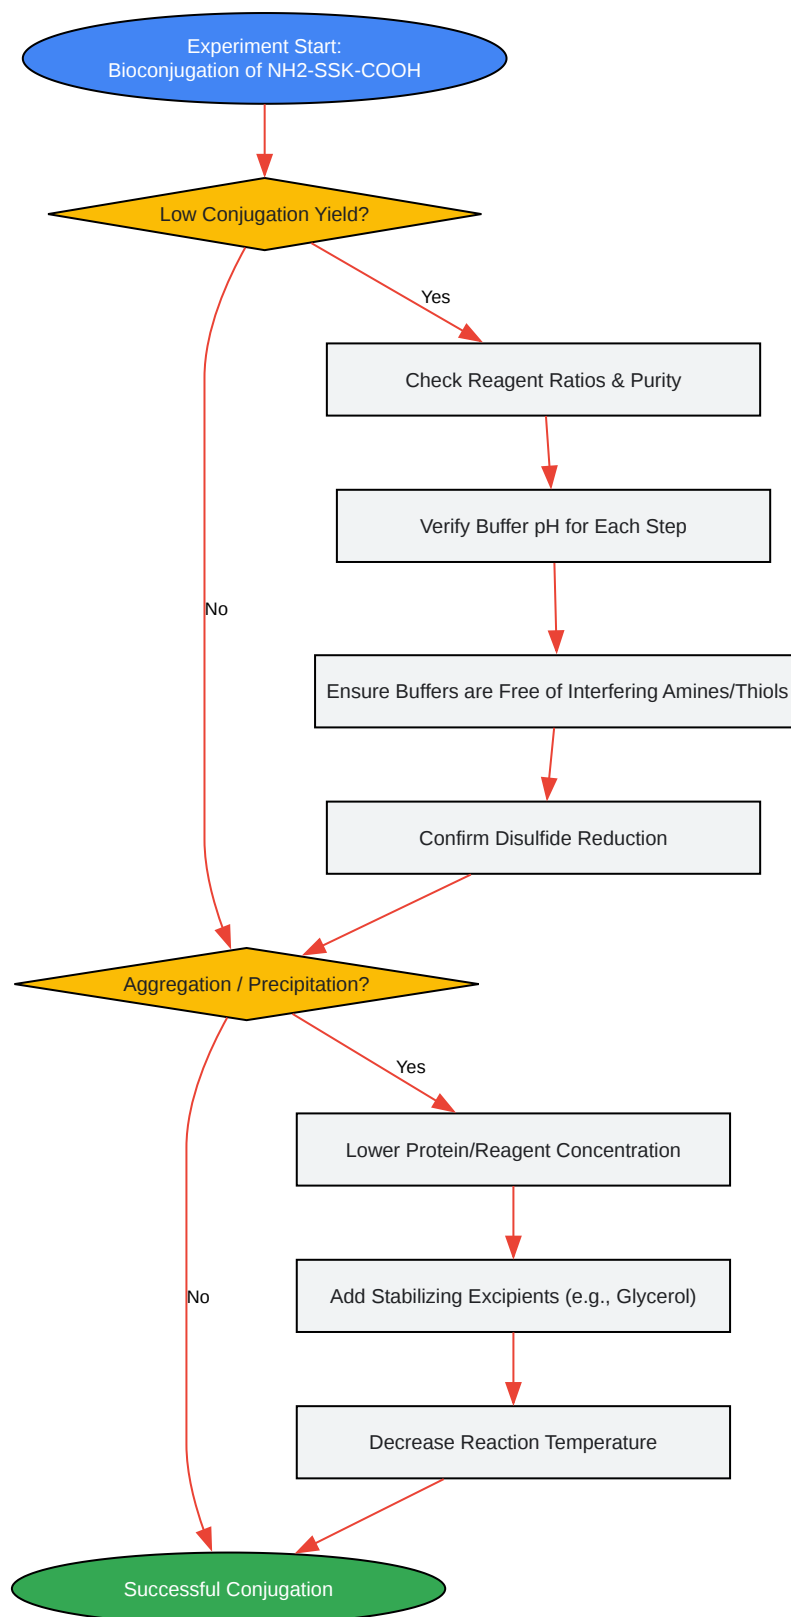 Experiment Start:
Bioconjugation of NH2-SSK-COOH
Low Conjugation Yield?
Yes
Check Reagent Ratios & Purity
Verify Buffer pH for Each Step
No
Ensure Buffers are Free of Interfering Amines/Thiols
Confirm Disulfide Reduction
Aggregation / Precipitation?
Yes
Lower Protein/Reagent Concentration
Add Stabilizing Excipients (e.g., Glycerol)
No
Decrease Reaction Temperature
Successful Conjugation